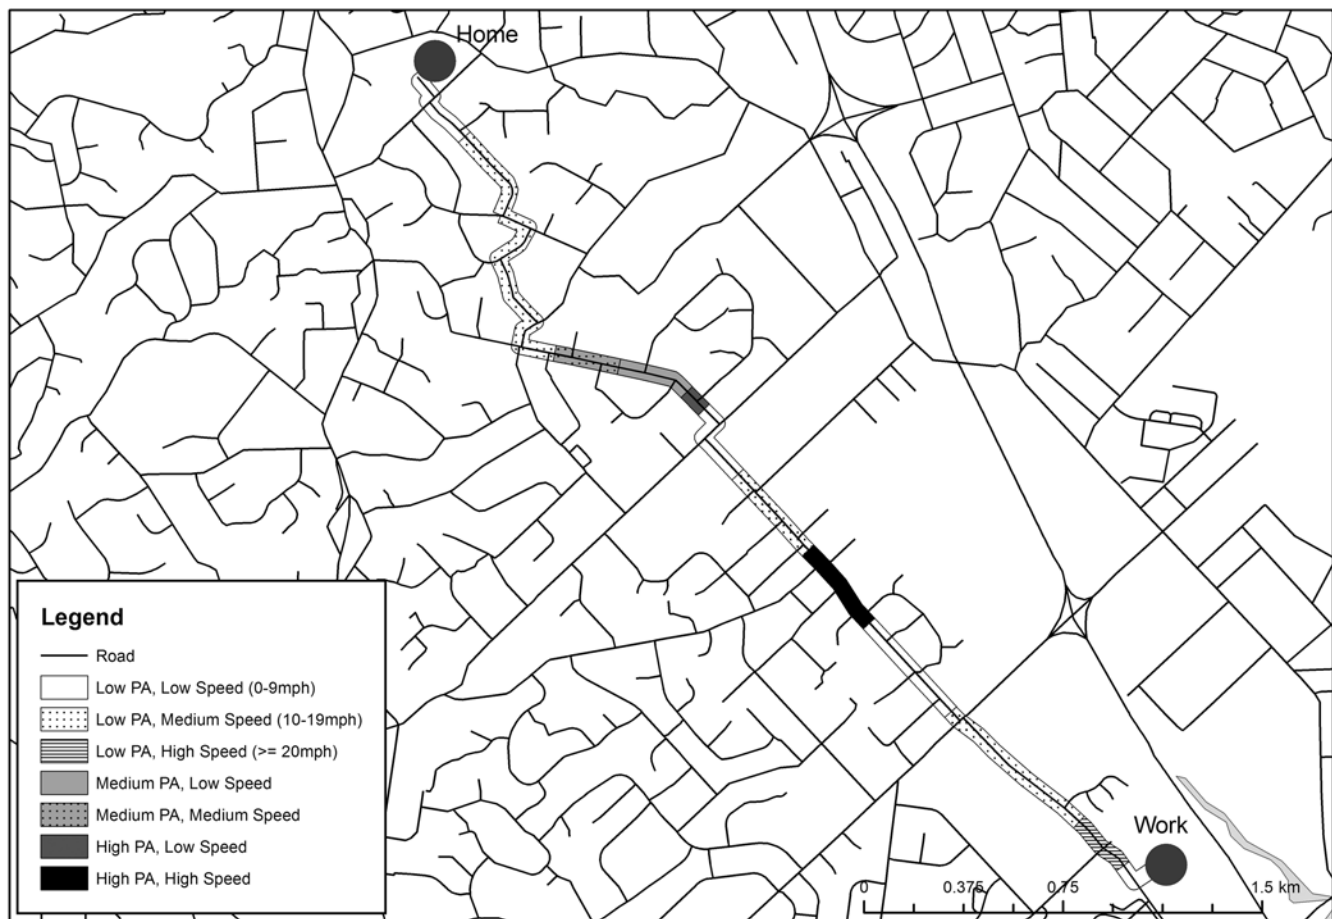 Home
Legend
Road
Low PA, Low Speed (0-9mph)
Low PA, Medium Speed (10-19mph)
Low PA, High Speed (>= 20mph)
Medium PA, Low Speed
Medium PA, Medium Speed
High PA, Low Speed
High PA, High Speed
Work
0 0.375 0.75 1.5 km